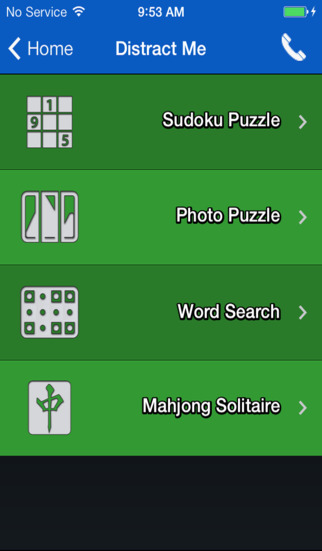 No Service 9:53 AM
Home Distract Me
1
9
5
Sudoku Puzzle
Photo Puzzle
Word Search
中
Mahjong Solitaire